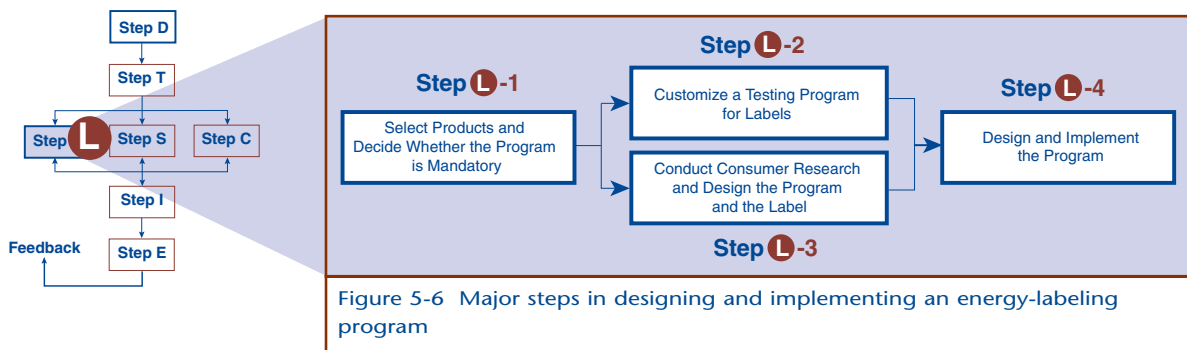 Step D
Step T
Step L
Step S
Step C
Step I
Step E
Feedback
Step L-1
Select Products and
Decide Whether the Program
is Mandatory
Step L-2
Customize a Testing Program
for Labels
Conduct Consumer Research
and Design the Program
and the Label
Step L-3
Step L-4
Design and Implement
the Program
Figure 5-6 Major steps in designing and implementing an energy-labeling
program